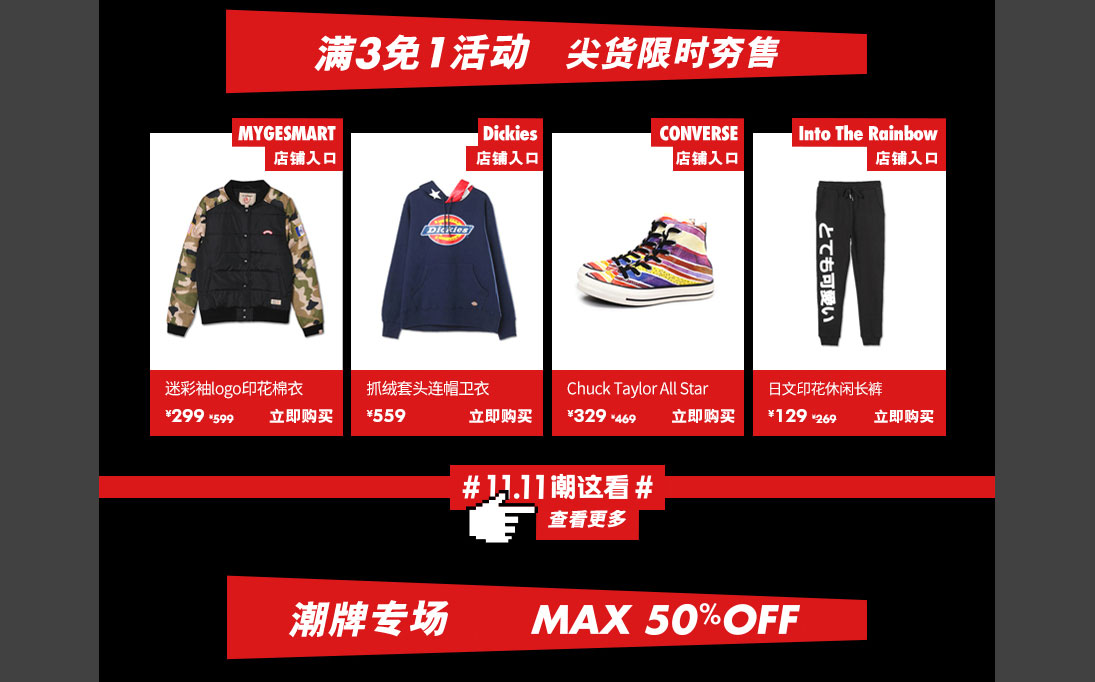 满3免1活动 尖货限时夯售
MYGESMART
店铺入口
Dickies
店铺入口
CONVERSE
店铺入口
Into The Rainbow
店铺入口
Dickies
とても可愛い
迷彩袖logo印花棉衣
¥299 ¥599 立即购买
抓绒套头连帽卫衣
¥559 立即购买
Chuck Taylor All Star
¥329 ¥469 立即购买
日文印花休闲长裤
¥129 ¥269 立即购买
# 11.11潮这看 #
查看更多
潮牌专场 MAX 50%OFF